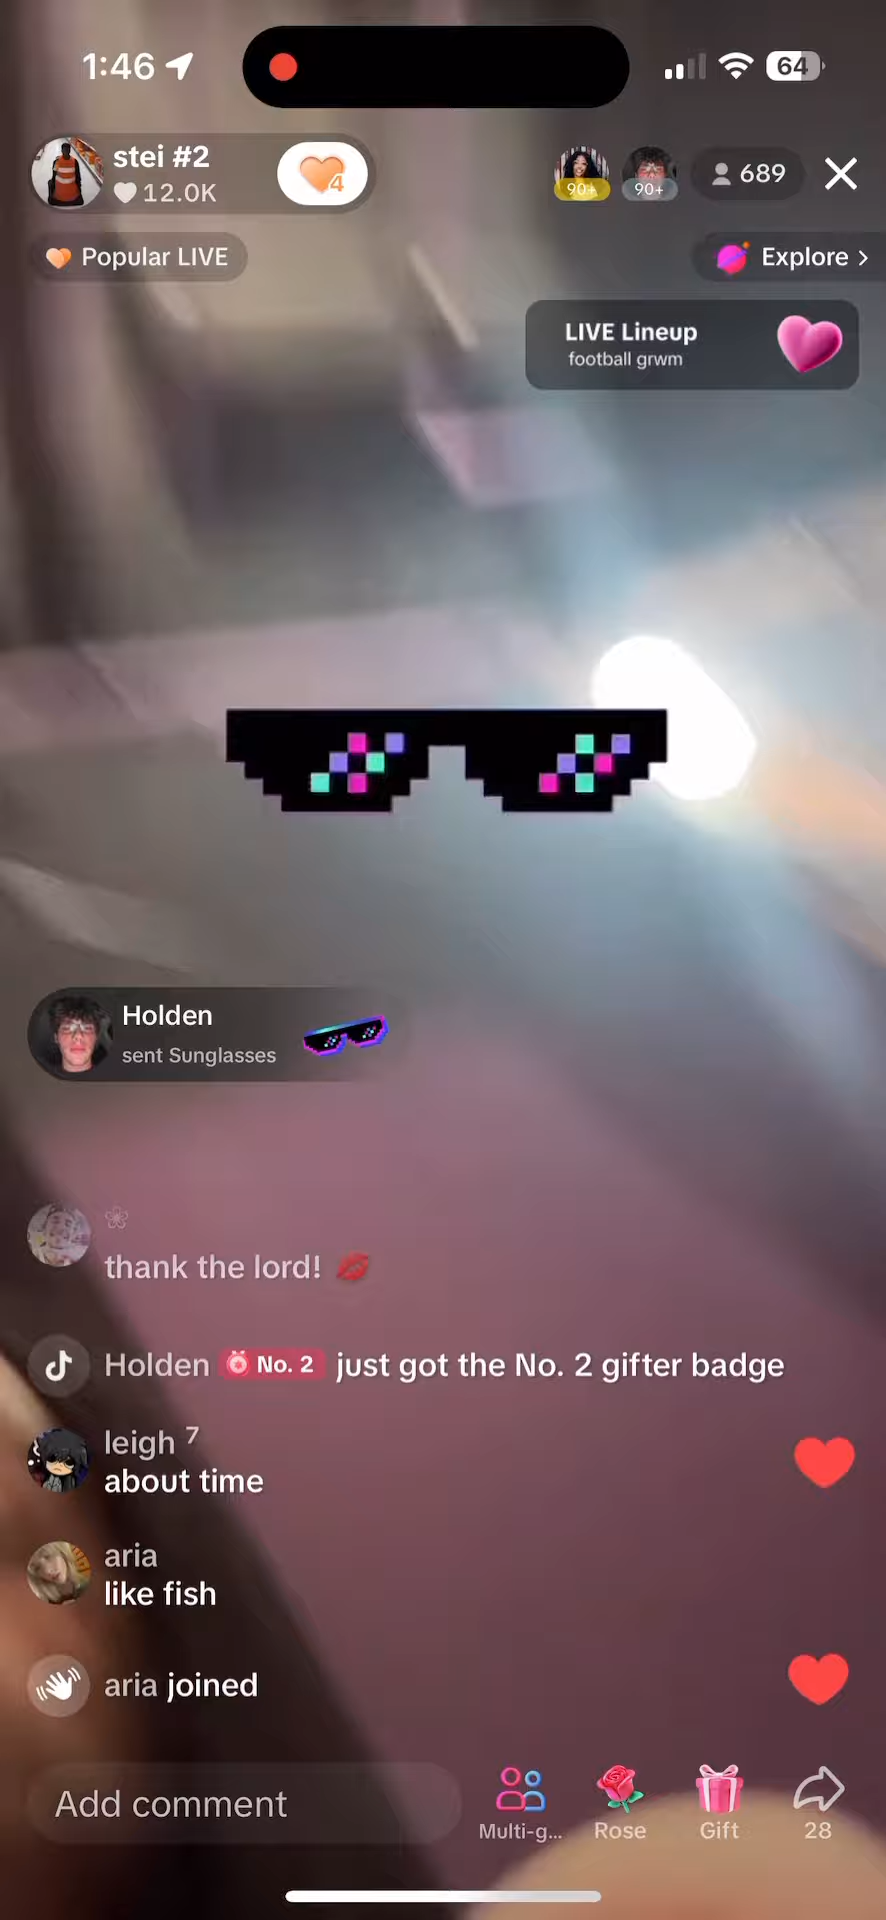 1:46
64
stei #2
12.0K
4
90+
90+
689
Popular LIVE
Explore >
LIVE Lineup
football grwm
Holden
sent Sunglasses
thank the lord! 💋
Holden No. 2 just got the No. 2 gifter badge
leigh 7
about time
aria
like fish
aria joined
Add comment
Multi-g...
Rose
Gift
28